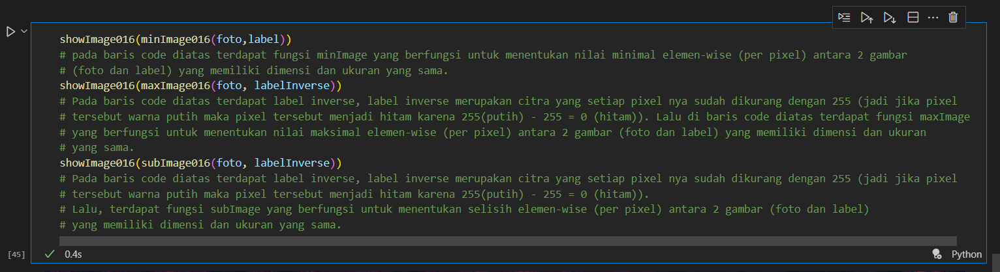 showImage016(minImage016(foto,label))
# pada baris code diatas terdapat fungsi minImage yang berfungsi untuk menentukan nilai minimal elemen-wise (per pixel) antara 2 gambar
# (foto dan label) yang memiliki dimensi dan ukuran yang sama.
showImage016(maxImage016(foto, labelInverse))
# Pada baris code diatas terdapat label inverse, label inverse merupakan citra yang setiap pixel nya sudah dikurang dengan 255 (jadi jika pixel
# tersebut warna putih maka pixel tersebut menjadi hitam karena 255(putih) - 255 = 0 (hitam)). Lalu di baris code diatas terdapat fungsi maxImage
# yang berfungsi untuk menentukan nilai maksimal elemen-wise (per pixel) antara 2 gambar (foto dan label) yang memiliki dimensi dan ukuran
# yang sama.
showImage016(subImage016(foto, labelInverse))
# Pada baris code diatas terdapat label inverse, label inverse merupakan citra yang setiap pixel nya sudah dikurang dengan 255 (jadi jika pixel
# tersebut warna putih maka pixel tersebut menjadi hitam karena 255(putih) - 255 = 0 (hitam)).
# Lalu, terdapat fungsi subImage yang berfungsi untuk menentukan selisih elemen-wise (per pixel) antara 2 gambar (foto dan label)
# yang memiliki dimensi dan ukuran yang sama.
[45] 0.4s Python